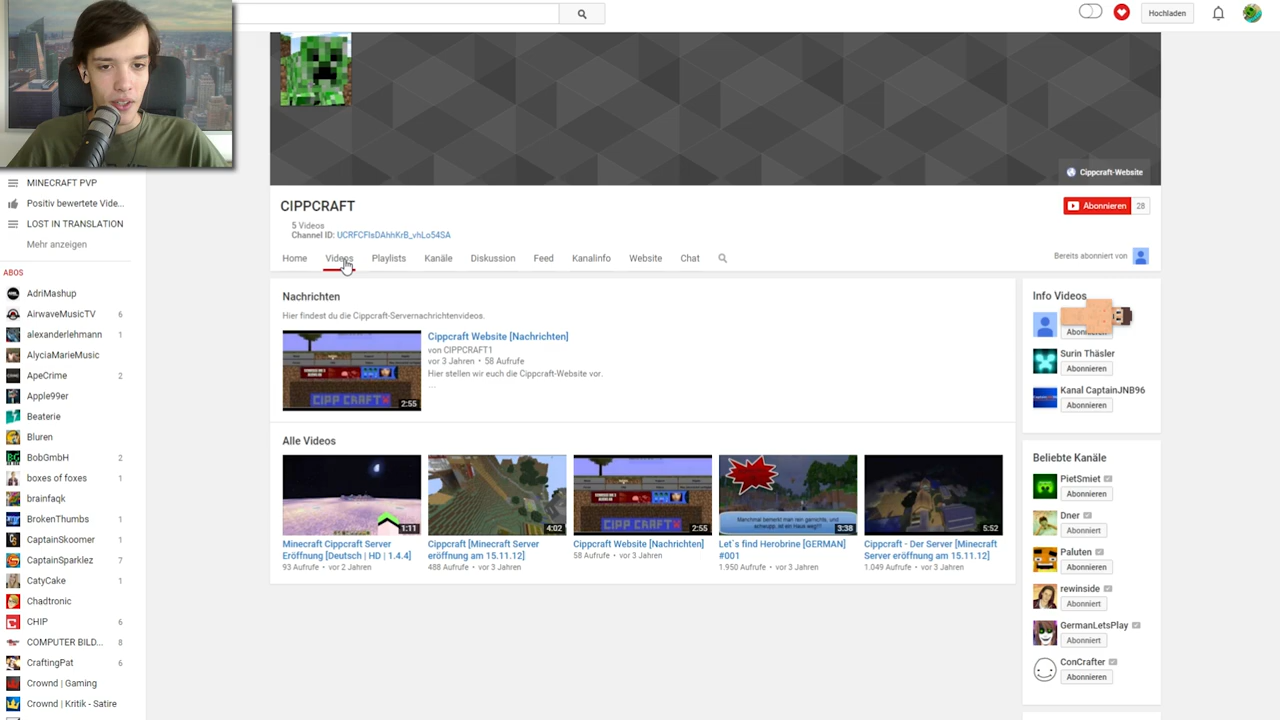 Hochladen
Cippcraft-Website
MINECRAFT PVP
Positiv bewertete Vide...
LOST IN TRANSLATION
Mehr anzeigen
ABOS
AdriMashup
AirwaveMusicTV 6
alexanderlehmann 1
AlyciaMarieMusic
ApeCrime 2
Apple99er
Beaterie
Bluren
BobGmbH 2
boxes of foxes 1
brainfaqk
BrokenThumbs 1
CaptainSkoomer 1
CaptainSparklez 7
CatyCake 1
Chadtronic
CHIP 6
COMPUTER BILD... 8
CraftingPat 6
Crownd | Gaming
Crownd | Kritik - Satire
CIPPCRAFT
Abonnieren 28
5 Videos
Channel ID: UCRFCFlsDAhhKrB_vhLo54SA
Home Videos Playlists Kanäle Diskussion Feed Kanalinfo Website Chat
Bereits abonniert von
Nachrichten
Hier findest du die Cippcraft-Servernachrichtenvideos.
CIPP CRAFT
2:55
Cippcraft Website [Nachrichten]
von CIPPCRAFT1
vor 3 Jahren • 58 Aufrufe
Hier stellen wir euch die Cippcraft-Website vor.
...
Alle Videos
1:11
Minecraft Cippcraft Server
Eröffnung [Deutsch | HD | 1.4.4]
93 Aufrufe • vor 2 Jahren
4:02
Cippcraft [Minecraft Server
eröffnung am 15.11.12]
488 Aufrufe • vor 3 Jahren
CIPP CRAFT
2:55
Cippcraft Website [Nachrichten]
58 Aufrufe • vor 3 Jahren
3:38
Let`s find Herobrine [GERMAN]
#001
1.950 Aufrufe • vor 3 Jahren
5:52
Cippcraft - Der Server [Minecraft
Server eröffnung am 15.11.12]
1.049 Aufrufe • vor 3 Jahren
Info Videos
Surin Thäsler
Abonnieren
Kanal CaptainJNB96
Abonnieren
Beliebte Kanäle
PietSmiet
Abonnieren
Dner
Abonniert
Paluten
Abonnieren
rewinside
Abonniert
GermanLetsPlay
Abonniert
ConCrafter
Abonnieren